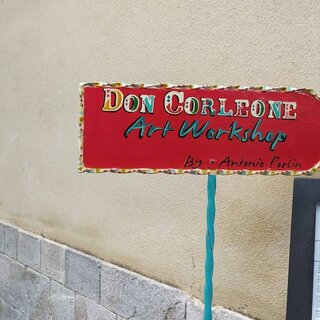 DON CORLEONE
Art Workshop
By Antonio Forlin